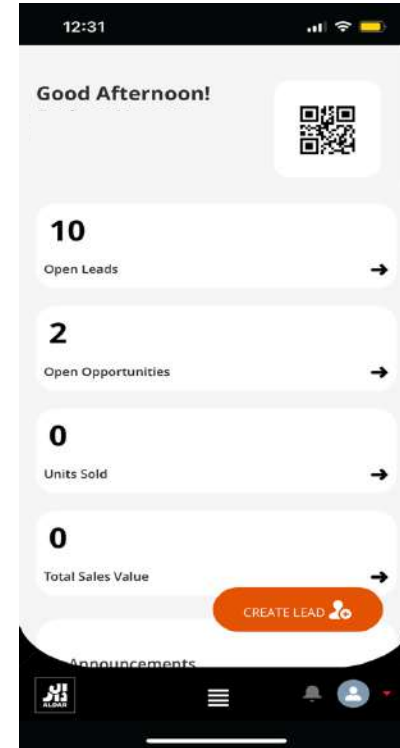 12:31
Good Afternoon!
10
Open Leads
2
Open Opportunities
0
Units Sold
0
Total Sales Value
CREATE LEAD
Announcements
الدار
ALDAR